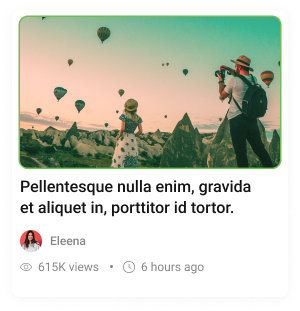 Pellentesque nulla enim, gravida
et aliquet in, porttitor id tortor.
Eleena
615K views • 6 hours ago